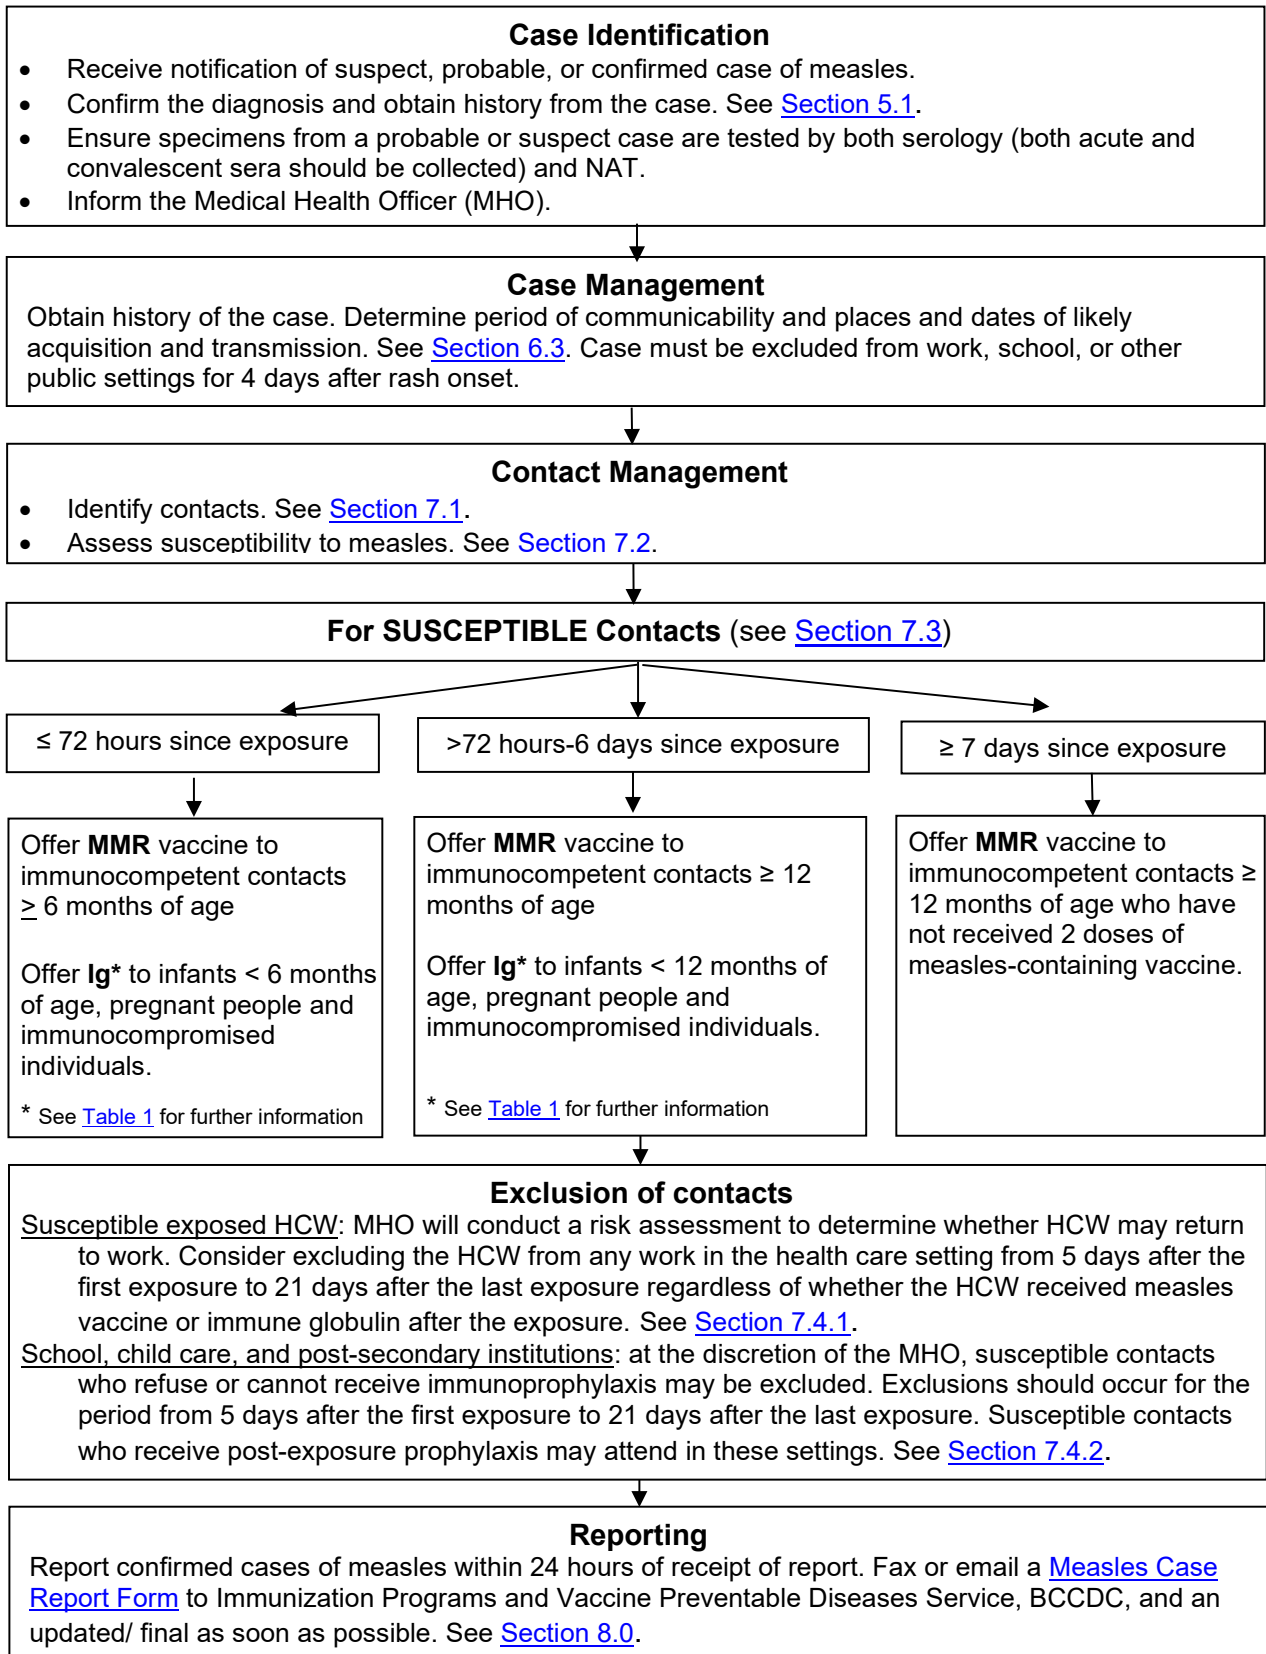 Case Identification
• Receive notification of suspect, probable, or confirmed case of measles.
• Confirm the diagnosis and obtain history from the case. See Section 5.1.
• Ensure specimens from a probable or suspect case are tested by both serology (both acute and
convalescent sera should be collected) and NAT.
• Inform the Medical Health Officer (MHO).
Case Management
Obtain history of the case. Determine period of communicability and places and dates of likely
acquisition and transmission. See Section 6.3. Case must be excluded from work, school, or other
public settings for 4 days after rash onset.
Contact Management
• Identify contacts. See Section 7.1.
• Assess susceptibility to measles. See Section 7.2.
For SUSCEPTIBLE Contacts (see Section 7.3)
≤ 72 hours since exposure
Offer MMR vaccine to
immunocompetent contacts
≥ 6 months of age
Offer Ig* to infants < 6 months
of age, pregnant people and
immunocompromised
individuals.
* See Table 1 for further information
>72 hours-6 days since exposure
Offer MMR vaccine to
immunocompetent contacts ≥ 12
months of age
Offer Ig* to infants < 12 months of
age, pregnant people and
immunocompromised individuals.
* See Table 1 for further information
≥ 7 days since exposure
Offer MMR vaccine to
immunocompetent contacts ≥
12 months of age who have
not received 2 doses of
measles-containing vaccine.
Exclusion of contacts
Susceptible exposed HCW: MHO will conduct a risk assessment to determine whether HCW may return
to work. Consider excluding the HCW from any work in the health care setting from 5 days after the
first exposure to 21 days after the last exposure regardless of whether the HCW received measles
vaccine or immune globulin after the exposure. See Section 7.4.1.
School, child care, and post-secondary institutions: at the discretion of the MHO, susceptible contacts
who refuse or cannot receive immunoprophylaxis may be excluded. Exclusions should occur for the
period from 5 days after the first exposure to 21 days after the last exposure. Susceptible contacts
who receive post-exposure prophylaxis may attend in these settings. See Section 7.4.2.
Reporting
Report confirmed cases of measles within 24 hours of receipt of report. Fax or email a Measles Case
Report Form to Immunization Programs and Vaccine Preventable Diseases Service, BCCDC, and an
updated/ final as soon as possible. See Section 8.0.